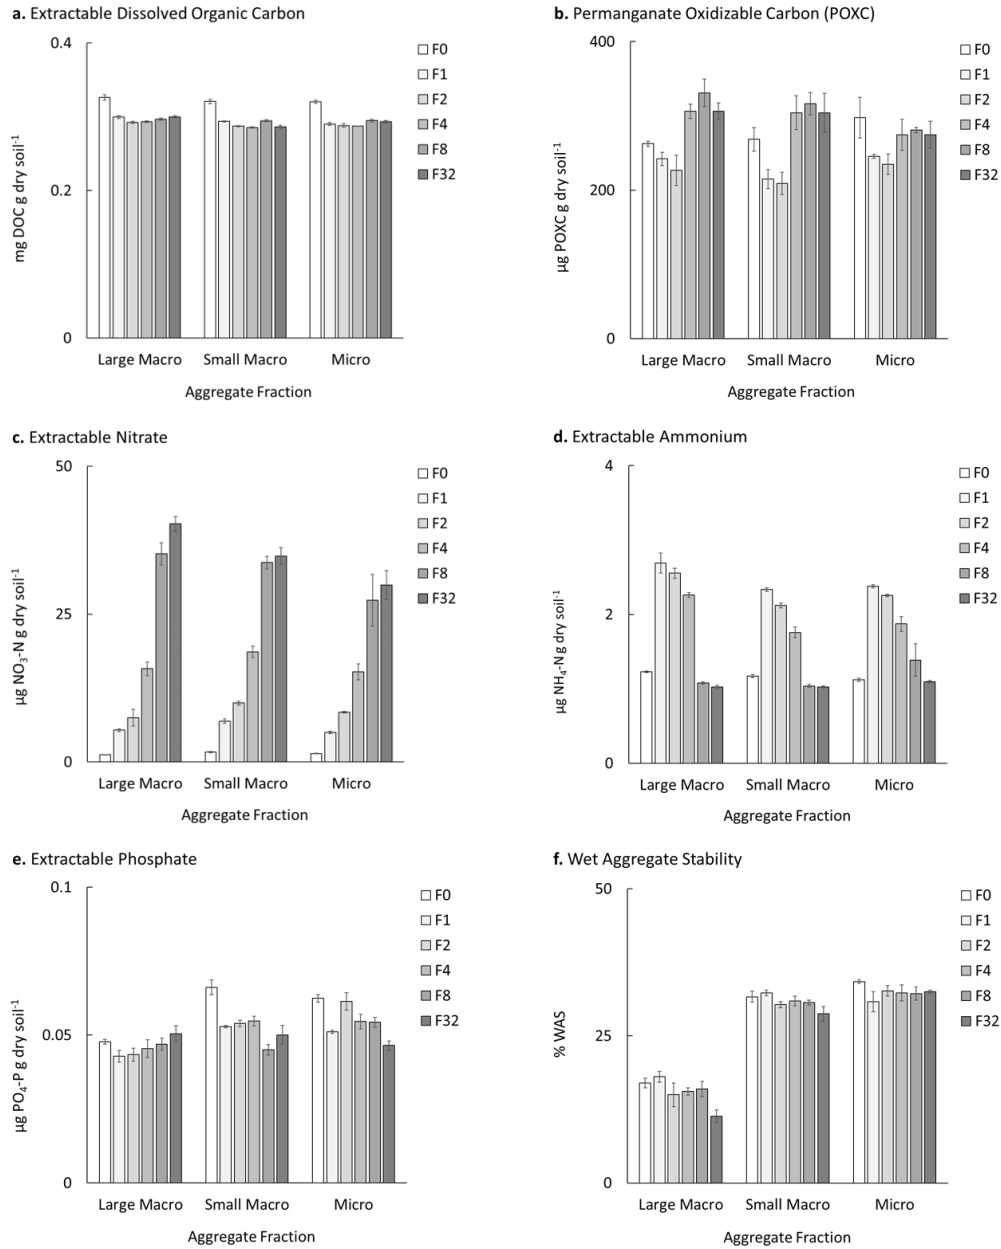 a. Extractable Dissolved Organic Carbon
0.4
0.2
0
mg DOC g dry soil⁻¹
Large Macro Small Macro Micro
Aggregate Fraction
F0
F1
F2
F4
F8
F32
b. Permanganate Oxidizable Carbon (POXC)
400
200
0
µg POXC g dry soil⁻¹
Large Macro Small Macro Micro
Aggregate Fraction
F0
F1
F2
F4
F8
F32
c. Extractable Nitrate
50
25
0
µg NO₃-N g dry soil⁻¹
Large Macro Small Macro Micro
Aggregate Fraction
F0
F1
F2
F4
F8
F32
d. Extractable Ammonium
4
2
0
µg NH₄-N g dry soil⁻¹
Large Macro Small Macro Micro
Aggregate Fraction
F0
F1
F2
F4
F8
F32
e. Extractable Phosphate
0.1
0.05
0
µg PO₄-P g dry soil⁻¹
Large Macro Small Macro Micro
Aggregate Fraction
F0
F1
F2
F4
F8
F32
f. Wet Aggregate Stability
50
25
0
% WAS
Large Macro Small Macro Micro
Aggregate Fraction
F0
F1
F2
F4
F8
F32